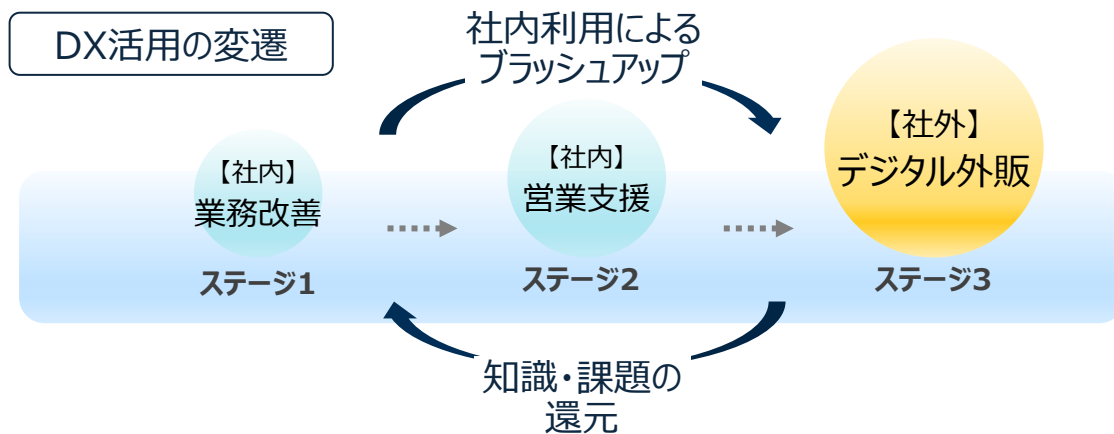 DX活用の変遷
社内利用による
ブラッシュアップ
【社内】
業務改善
ステージ1
【社内】
営業支援
ステージ2
【社外】
デジタル外販
ステージ3
知識・課題の
還元